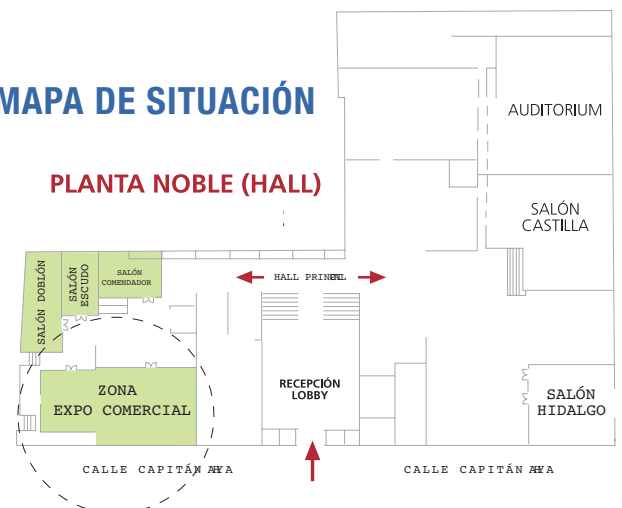 MAPA DE SITUACIÓN
PLANTA NOBLE (HALL)
AUDITORIUM
SALÓN
CASTILLA
SALÓN DOBLÓN
SALÓN
ESCUDO
SALÓN
COMENDADOR
HALL
ZONA
EXPO COMERCIAL
RECEPCIÓN
LOBBY
SALÓN
HIDALGO
CALLE CAPITÁN
CALLE CAPITÁN